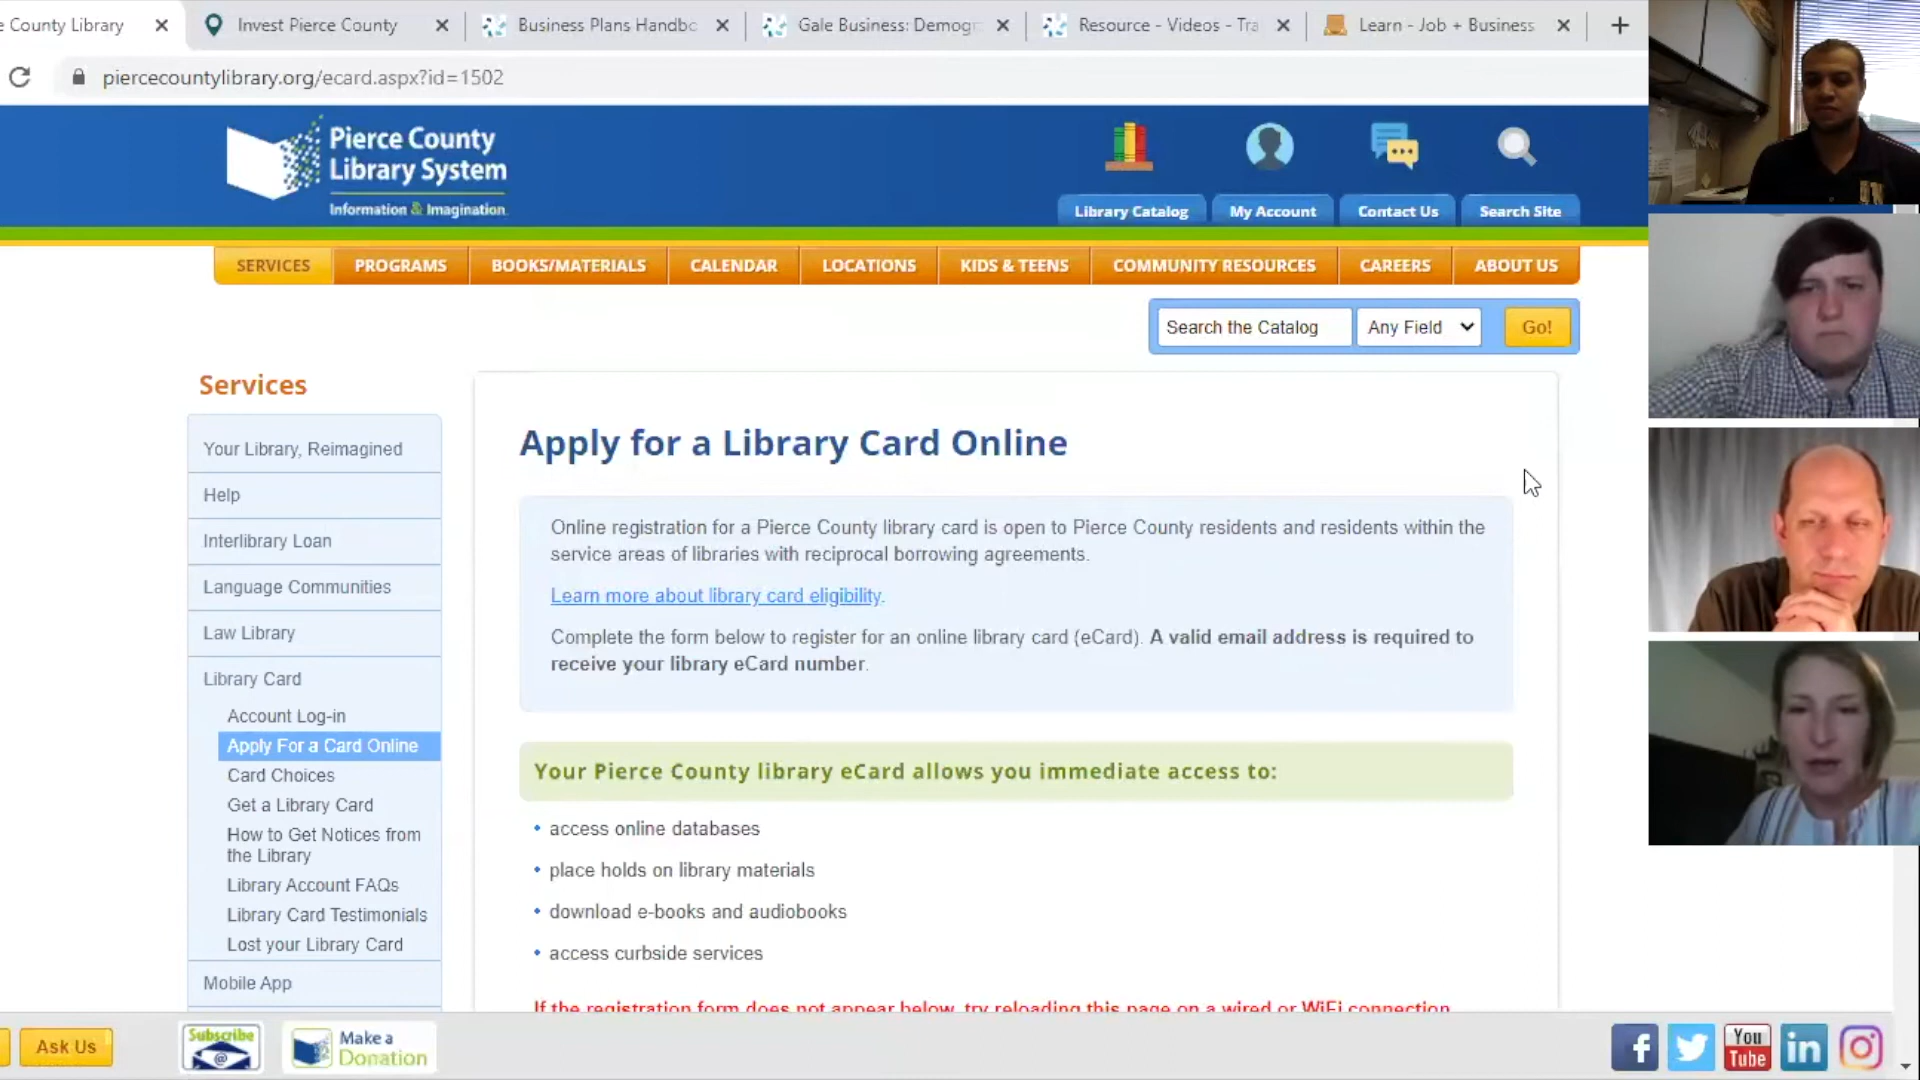 e County Library
Invest Pierce County
Business Plans Handbo
Gale Business: Demogr
Resource - Videos - Tra
Learn - Job + Business
piercecountylibrary.org/ecard.aspx?id=1502
Pierce County
Library System
Information & Imagination
Library Catalog
My Account
Contact Us
Search Site
SERVICES
PROGRAMS
BOOKS/MATERIALS
CALENDAR
LOCATIONS
KIDS & TEENS
COMMUNITY RESOURCES
CAREERS
ABOUT US
Search the Catalog
Any Field
Go!
Services
Your Library, Reimagined
Help
Interlibrary Loan
Language Communities
Law Library
Library Card
Account Log-in
Apply For a Card Online
Card Choices
Get a Library Card
How to Get Notices from
the Library
Library Account FAQs
Library Card Testimonials
Lost your Library Card
Mobile App
Apply for a Library Card Online
Online registration for a Pierce County library card is open to Pierce County residents and residents within the
service areas of libraries with reciprocal borrowing agreements.
Learn more about library card eligibility.
Complete the form below to register for an online library card (eCard). A valid email address is required to
receive your library eCard number.
Your Pierce County library eCard allows you immediate access to:
• access online databases
• place holds on library materials
• download e-books and audiobooks
• access curbside services
If the registration form does not appear below, try reloading this page on a wired or WiFi connection
Ask Us
Subscribe
@
Make a
Donation
f
You
Tube
in